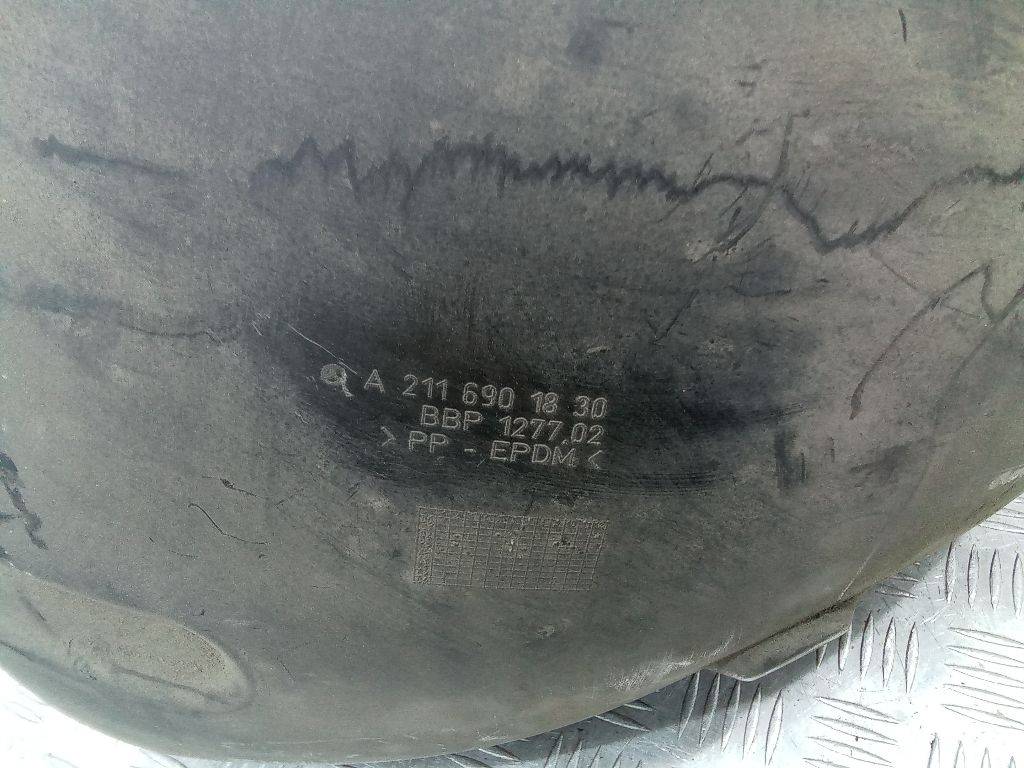 A 211 690 18 30
BBP 1277.02
> PP - EPDM <